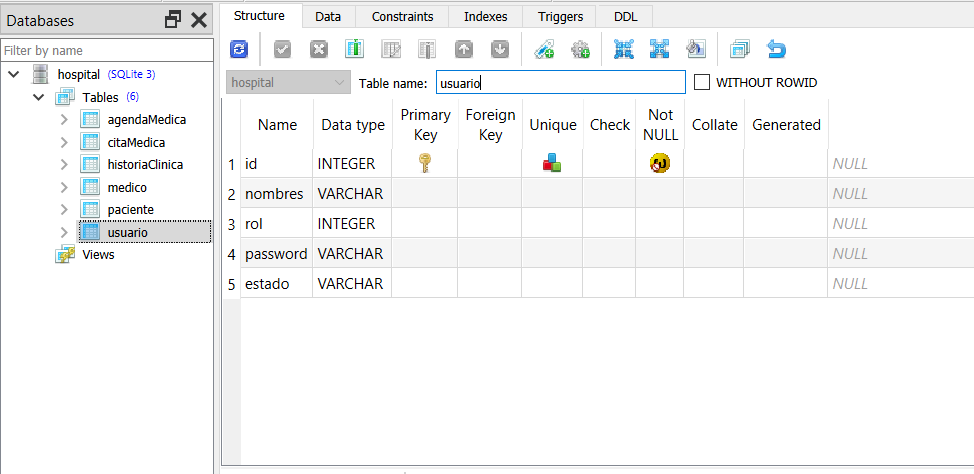 Databases
Filter by name
hospital (SQLite 3)
Tables (6)
agendaMedica
citaMedica
historiaClinica
medico
paciente
usuario
Views
Structure Data Constraints Indexes Triggers DDL
hospital Table name: usuario WITHOUT ROWID
Name Data type Primary Key Foreign Key Unique Check Not NULL Collate Generated
1 id INTEGER NULL
2 nombres VARCHAR NULL
3 rol INTEGER NULL
4 password VARCHAR NULL
5 estado VARCHAR NULL